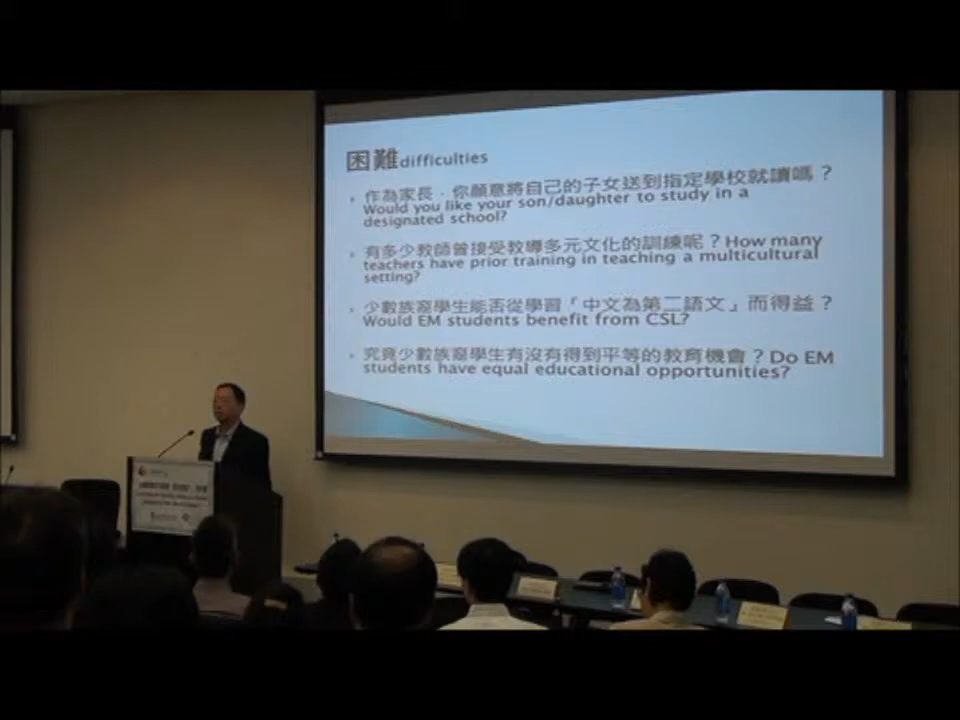 困難difficulties
作為家長，你願意將自己的子女送到指定學校就讀嗎？
Would you like your son/daughter to study in a
designated school?
有多少教師曾接受教導多元文化的訓練呢？How many
teachers have prior training in teaching a multicultural
setting?
少數族裔學生能否從學習「中文為第二語文」而得益？
Would EM students benefit from CSL?
究竟少數族裔學生有沒有得到平等的教育機會？Do EM
students have equal educational opportunities?